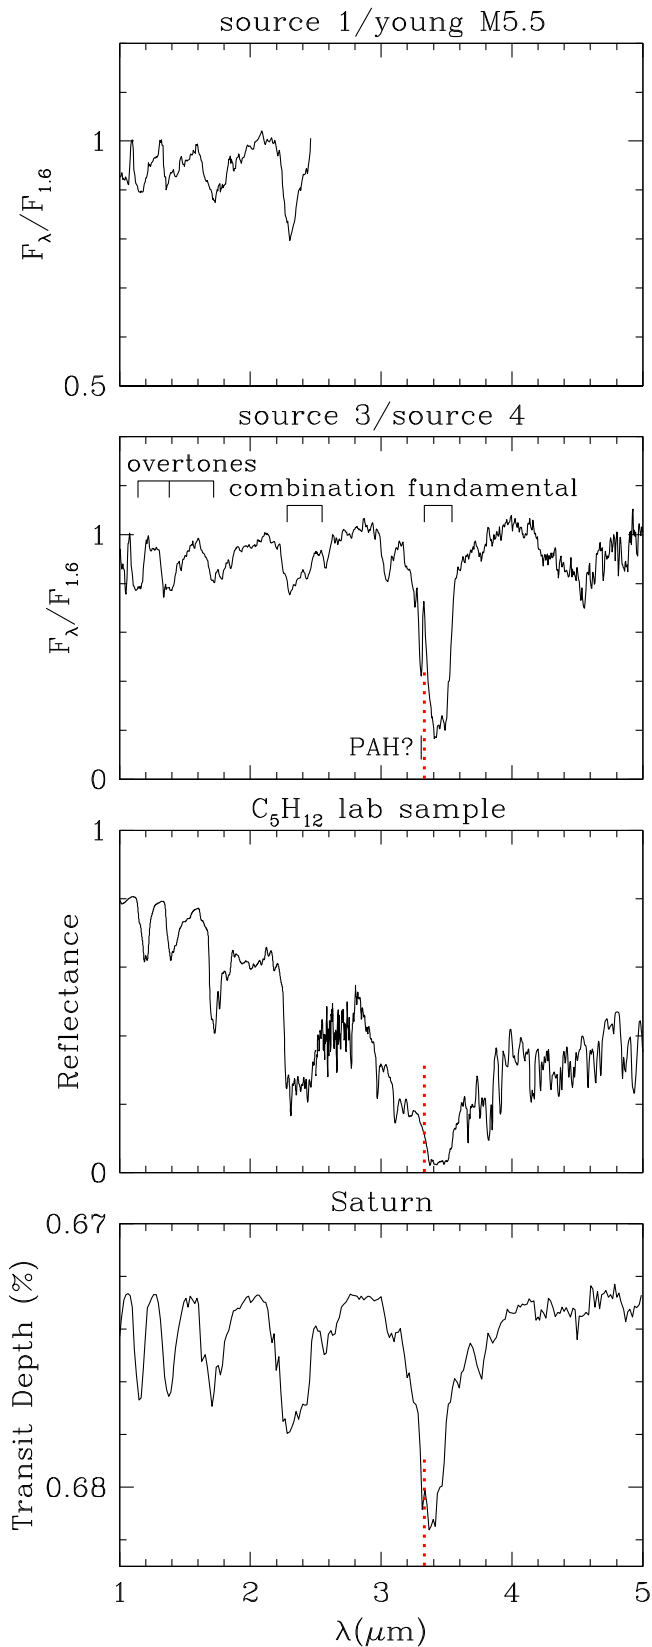 source 1/young M5.5
1
0.5
F_λ/F_1.6
source 3/source 4
overtones
combination fundamental
1
0
F_λ/F_1.6
PAH?
C₅H₁₂ lab sample
1
0
Reflectance
Saturn
0.67
0.68
Transit Depth (%)
1 2 3 4 5
λ(μm)